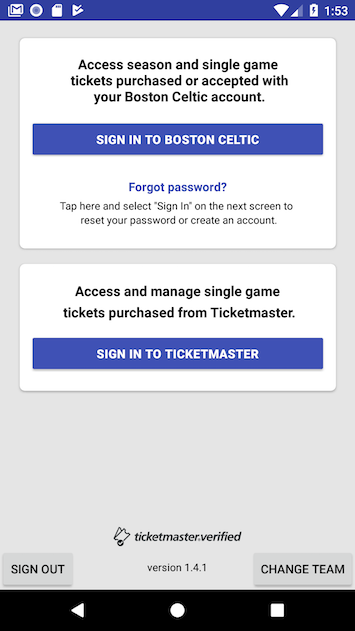 1:53
Access season and single game
tickets purchased or accepted with
your Boston Celtic account.
SIGN IN TO BOSTON CELTIC
Forgot password?
Tap here and select "Sign In" on the next screen to
reset your password or create an account.
Access and manage single game
tickets purchased from Ticketmaster.
SIGN IN TO TICKETMASTER
ticketmaster.verified
SIGN OUT
version 1.4.1
CHANGE TEAM